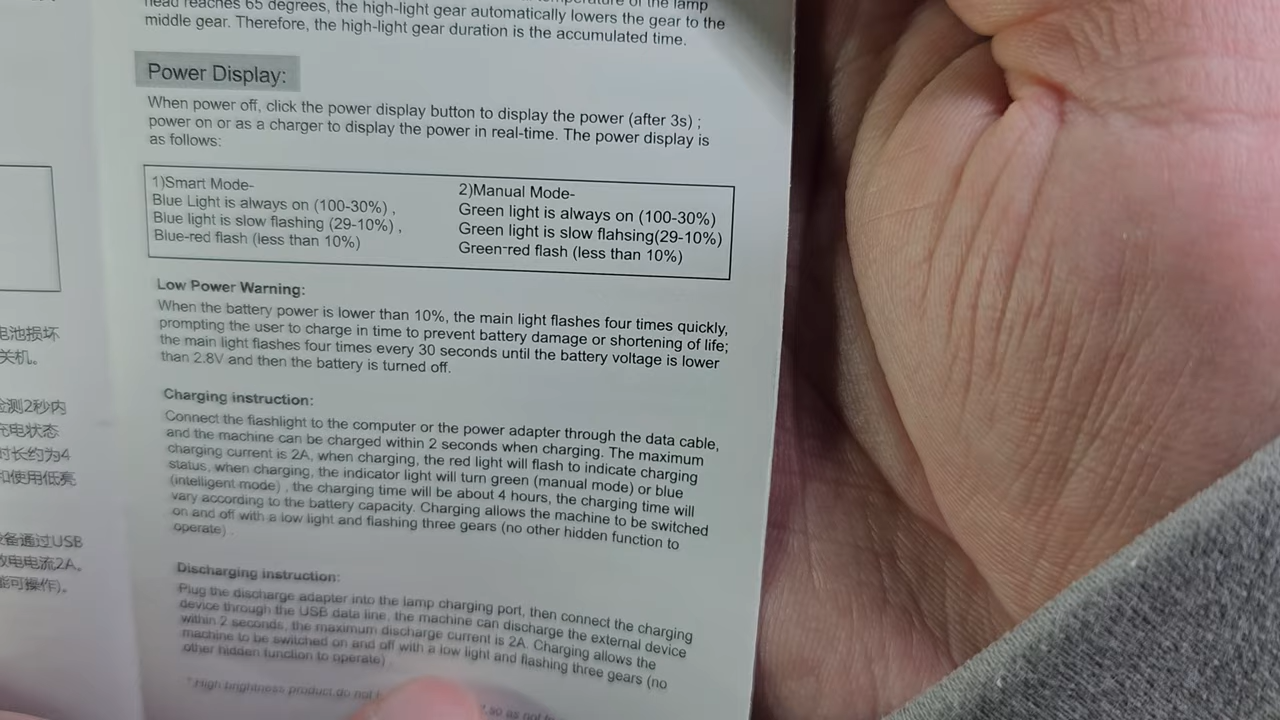 head reaches 65 degrees, the high-light gear automatically lowers the gear to the
middle gear. Therefore, the high-light gear duration is the accumulated time.
Power Display:
When power off, click the power display button to display the power (after 3s) ;
power on or as a charger to display the power in real-time. The power display is
as follows:
1)Smart Mode-
Blue Light is always on (100-30%) ,
Blue light is slow flashing (29-10%) ,
Blue-red flash (less than 10%)
2)Manual Mode-
Green light is always on (100-30%)
Green light is slow flahsing(29-10%)
Green-red flash (less than 10%)
Low Power Warning:
When the battery power is lower than 10%, the main light flashes four times quickly,
prompting the user to charge in time to prevent battery damage or shortening of life;
the main light flashes four times every 30 seconds until the battery voltage is lower
than 2.8V and then the battery is turned off.
Charging instruction:
Connect the flashlight to the computer or the power adapter through the data cable,
and the machine can be charged within 2 seconds when charging. The maximum
charging current is 2A, when charging, the red light will flash to indicate charging
status, when charging, the indicator light will turn green (manual mode) or blue
(intelligent mode) , the charging time will be about 4 hours, the charging time will
vary according to the battery capacity. Charging allows the machine to be switched
on and off with a low light and flashing three gears (no other hidden function to
operate) .
Discharging instruction:
Plug the discharge adapter into the lamp charging port, then connect the charging
device through the USB data line, the machine can discharge the external device
within 2 seconds, the maximum discharge current is 2A. Charging allows the
machine to be switched on and off with a low light and flashing three gears (no
other hidden function to operate)
* High brightness product do not
so as not
电池损坏
关机。
检测2秒内
充电状态
时长约为4
和使用低亮
设备通过USB
放电电流2A。
能可操作)。